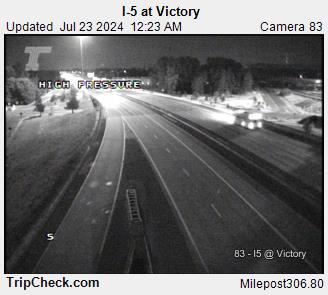 I-5 at Victory
Updated Jul 23 2024 12:23 AM Camera 83
T
HIGH PRESSURE
S
83 - I5 @ Victory
TripCheck.com Milepost306.80